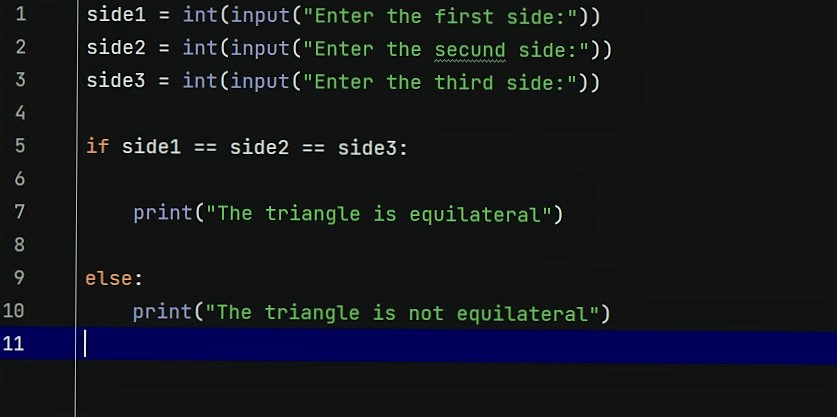 1 side1 = int(input("Enter the first side:"))
2 side2 = int(input("Enter the secund side:"))
3 side3 = int(input("Enter the third side:"))
4
5 if side1 == side2 == side3:
6
7     print("The triangle is equilateral")
8
9 else:
10     print("The triangle is not equilateral")
11